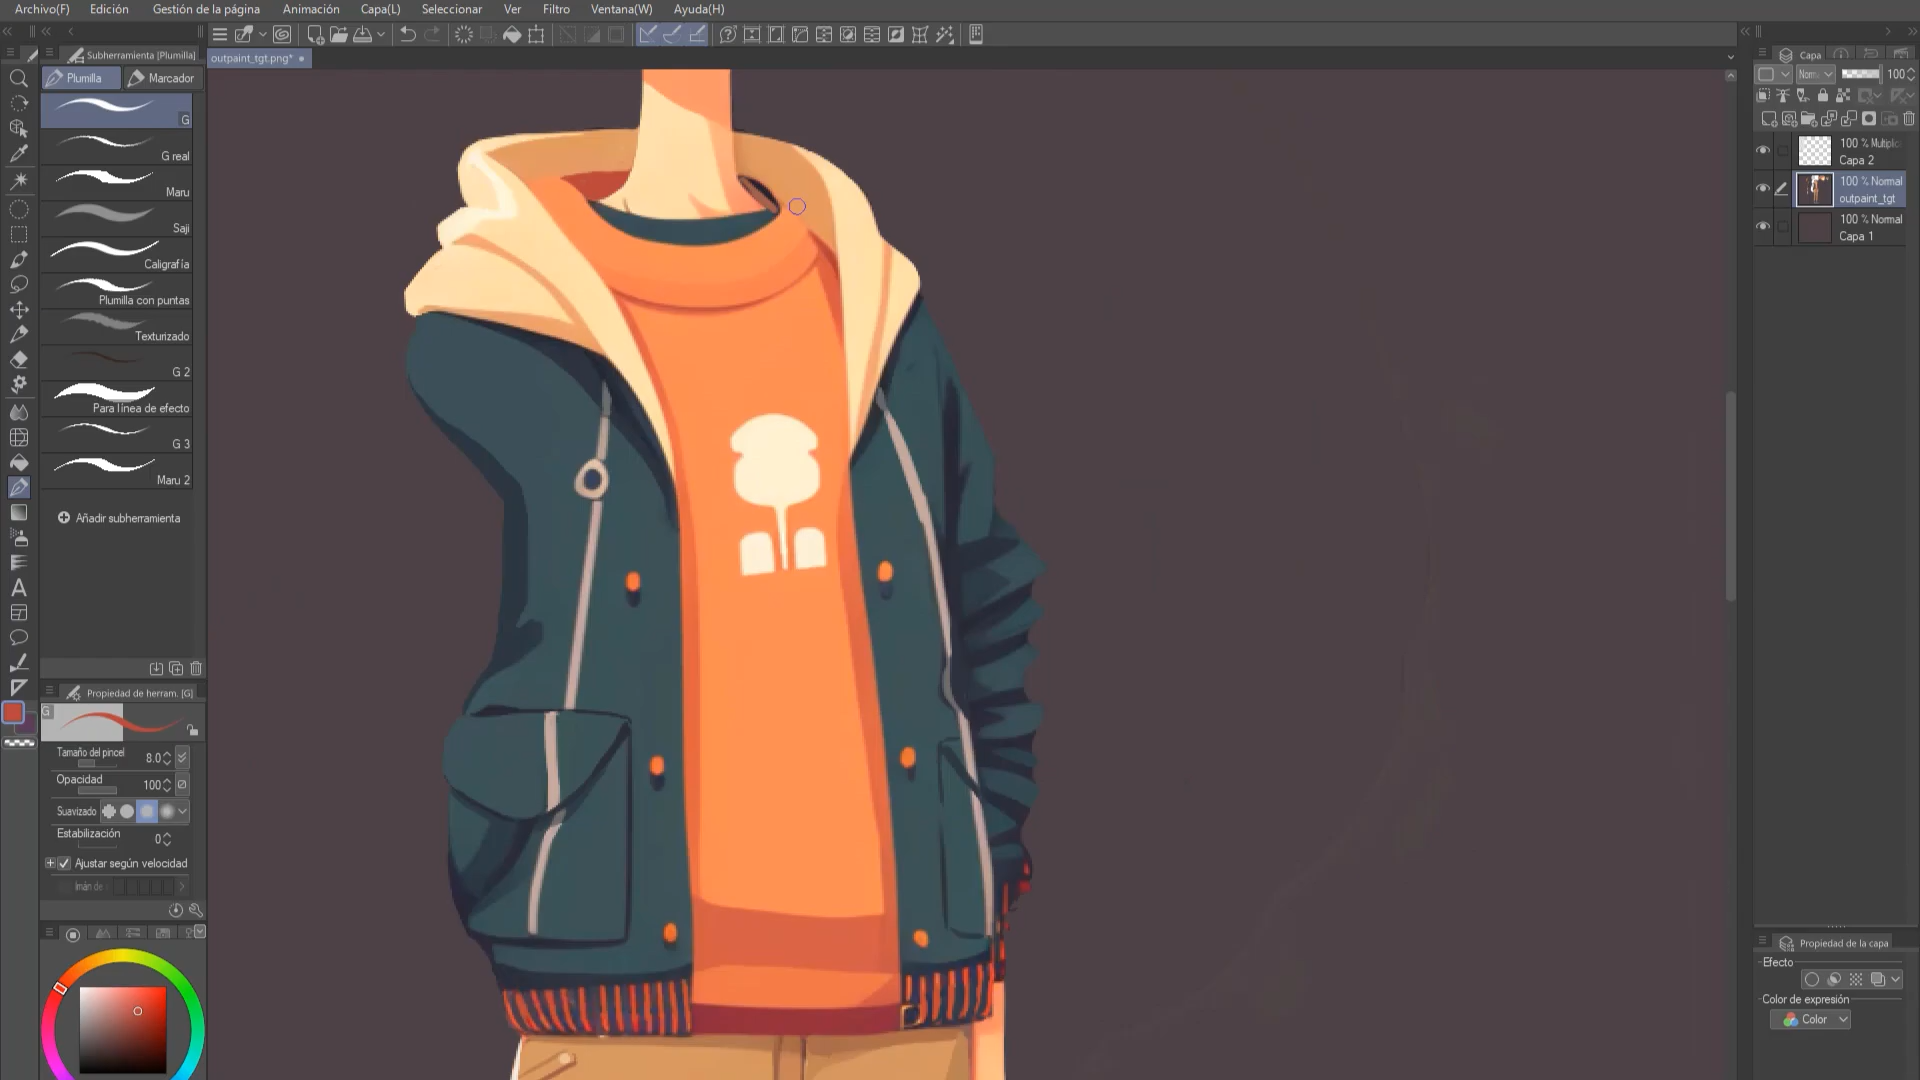 Archivo(F) Edición Gestión de la página Animación Capa(L) Seleccionar Ver Filtro Ventana(W) Ayuda(H)
Subherramienta [Plumilla]
outpaint_tgt.png*
Plumilla Marcador
G
G real
Maru
Saji
Caligrafía
Plumilla con puntas
Texturizado
G 2
Para línea de efecto
G 3
Maru 2
Añadir subherramienta
Propiedad de herram. [G]
G
Tamaño del pincel 8.0
Opacidad 100
Suavizado
Estabilización 0
Ajustar según velocidad
Imán de
Capa
100
100 % Multiplic
Capa 2
100 % Normal
outpaint_tgt
100 % Normal
Capa 1
Propiedad de la capa
Efecto
Color de expresión
Color